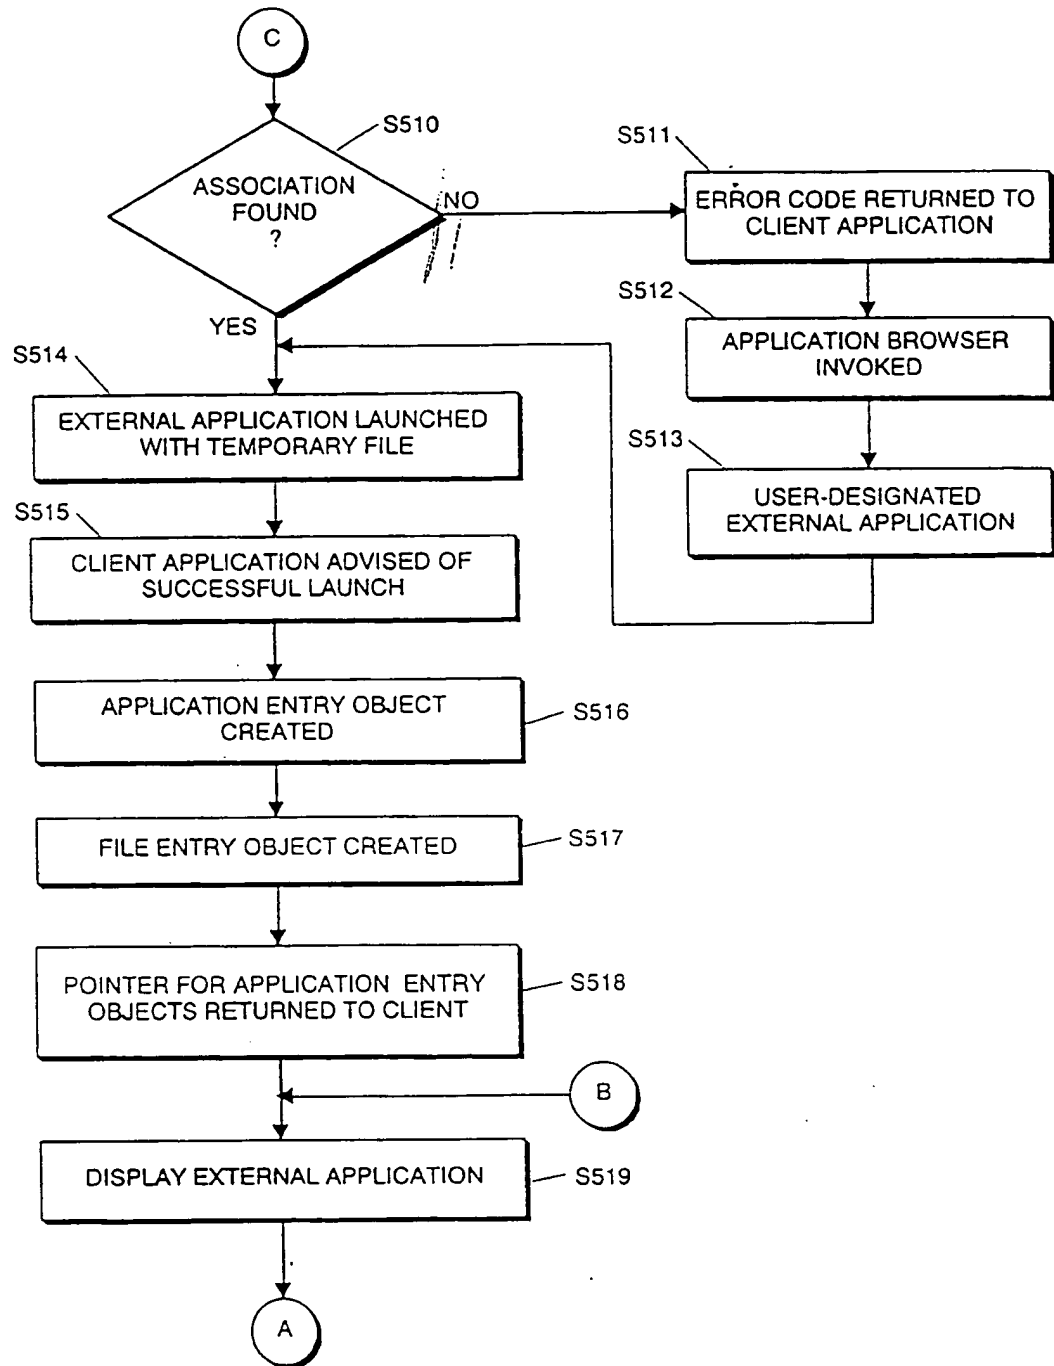 C
S510
ASSOCIATION
FOUND
?
NO
YES
S511
ERROR CODE RETURNED TO
CLIENT APPLICATION
S512
APPLICATION BROWSER
INVOKED
S513
USER-DESIGNATED
EXTERNAL APPLICATION
S514
EXTERNAL APPLICATION LAUNCHED
WITH TEMPORARY FILE
S515
CLIENT APPLICATION ADVISED OF
SUCCESSFUL LAUNCH
APPLICATION ENTRY OBJECT
CREATED
S516
FILE ENTRY OBJECT CREATED
S517
POINTER FOR APPLICATION ENTRY
OBJECTS RETURNED TO CLIENT
S518
B
DISPLAY EXTERNAL APPLICATION
S519
A